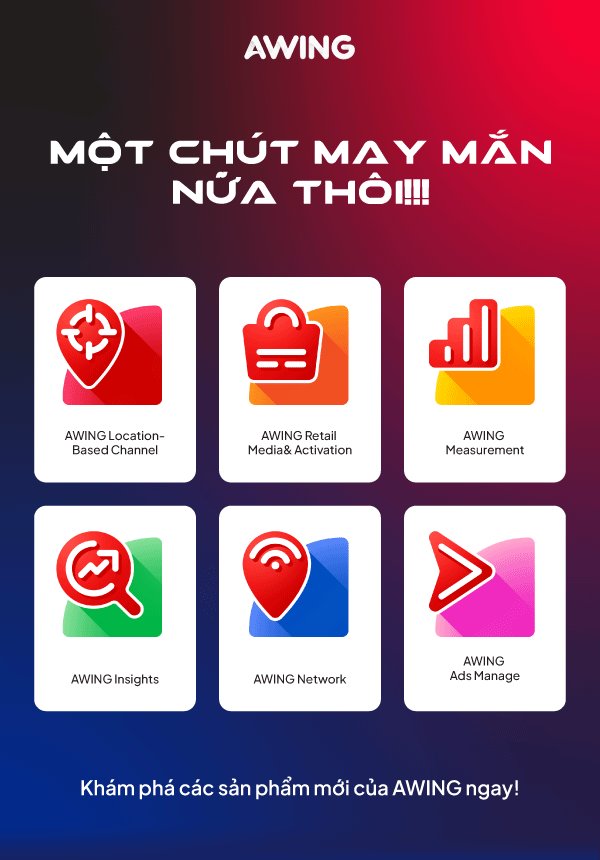 AWING
MỘT CHÚT MAY MẮN
NỮA THÔI!!!
AWING Location-
Based Channel
AWING Retail
Media& Activation
AWING
Measurement
AWING Insights
AWING Network
AWING
Ads Manage
Khám phá các sản phẩm mới của AWING ngay!